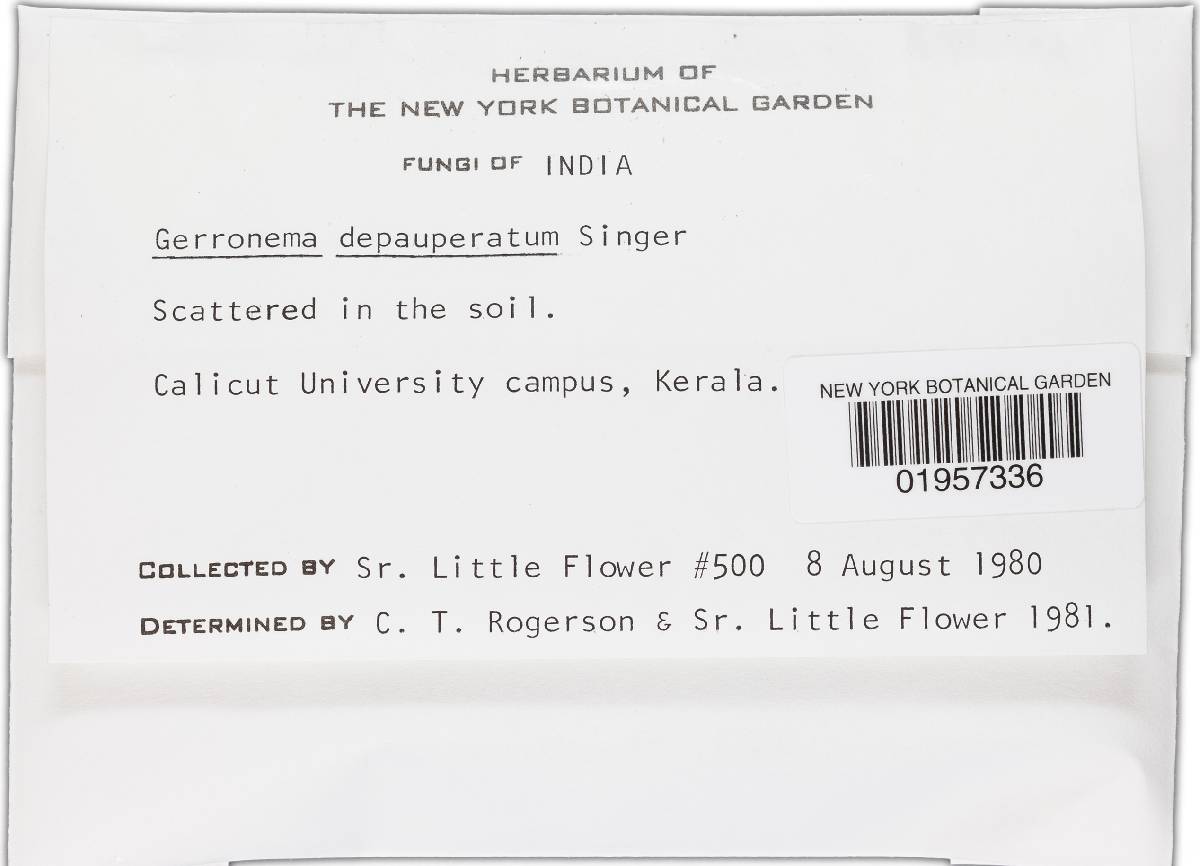 HERBARIUM OF
THE NEW YORK BOTANICAL GARDEN
FUNGI OF INDIA
Gerronema depauperatum Singer
Scattered in the soil.
Calicut University campus, Kerala.
NEW YORK BOTANICAL GARDEN
01957336
COLLECTED BY Sr. Little Flower #500 8 August 1980
DETERMINED BY C. T. Rogerson & Sr. Little Flower 1981.